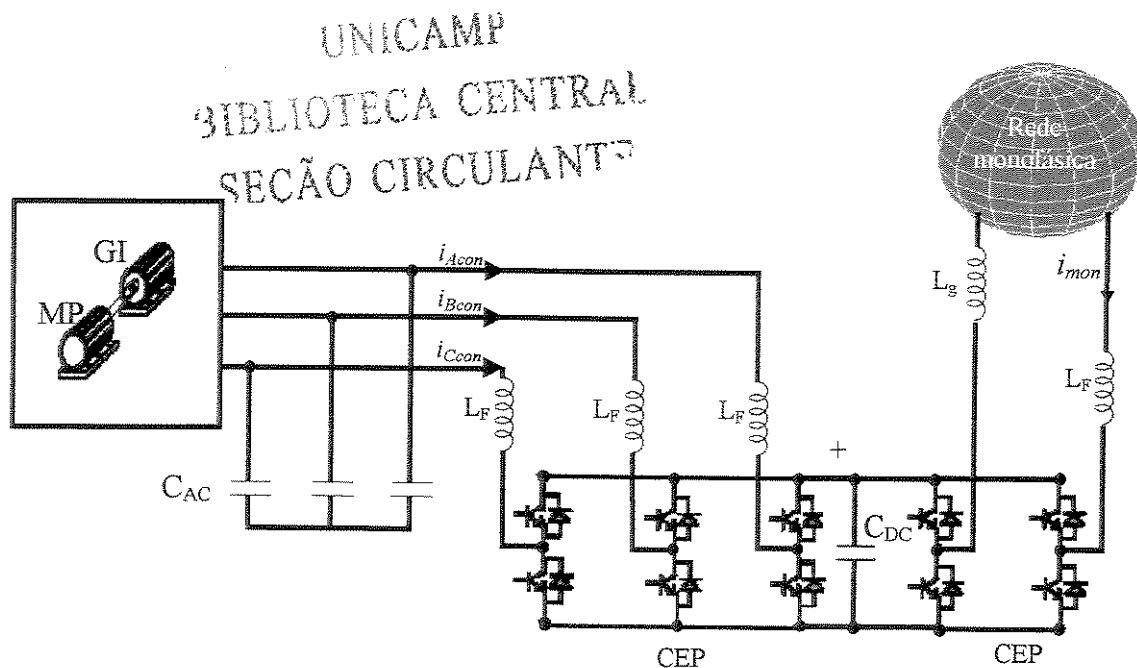 UNICAMP
BIBLIOTECA CENTRAL
SEÇÃO CIRCULANTE
Rede
monofásica
GI
MP
i_Acon
i_Bcon
i_Ccon
L_g
i_mon
L_F
L_F
L_F
L_F
+
C_AC
C_DC
CEP
CEP